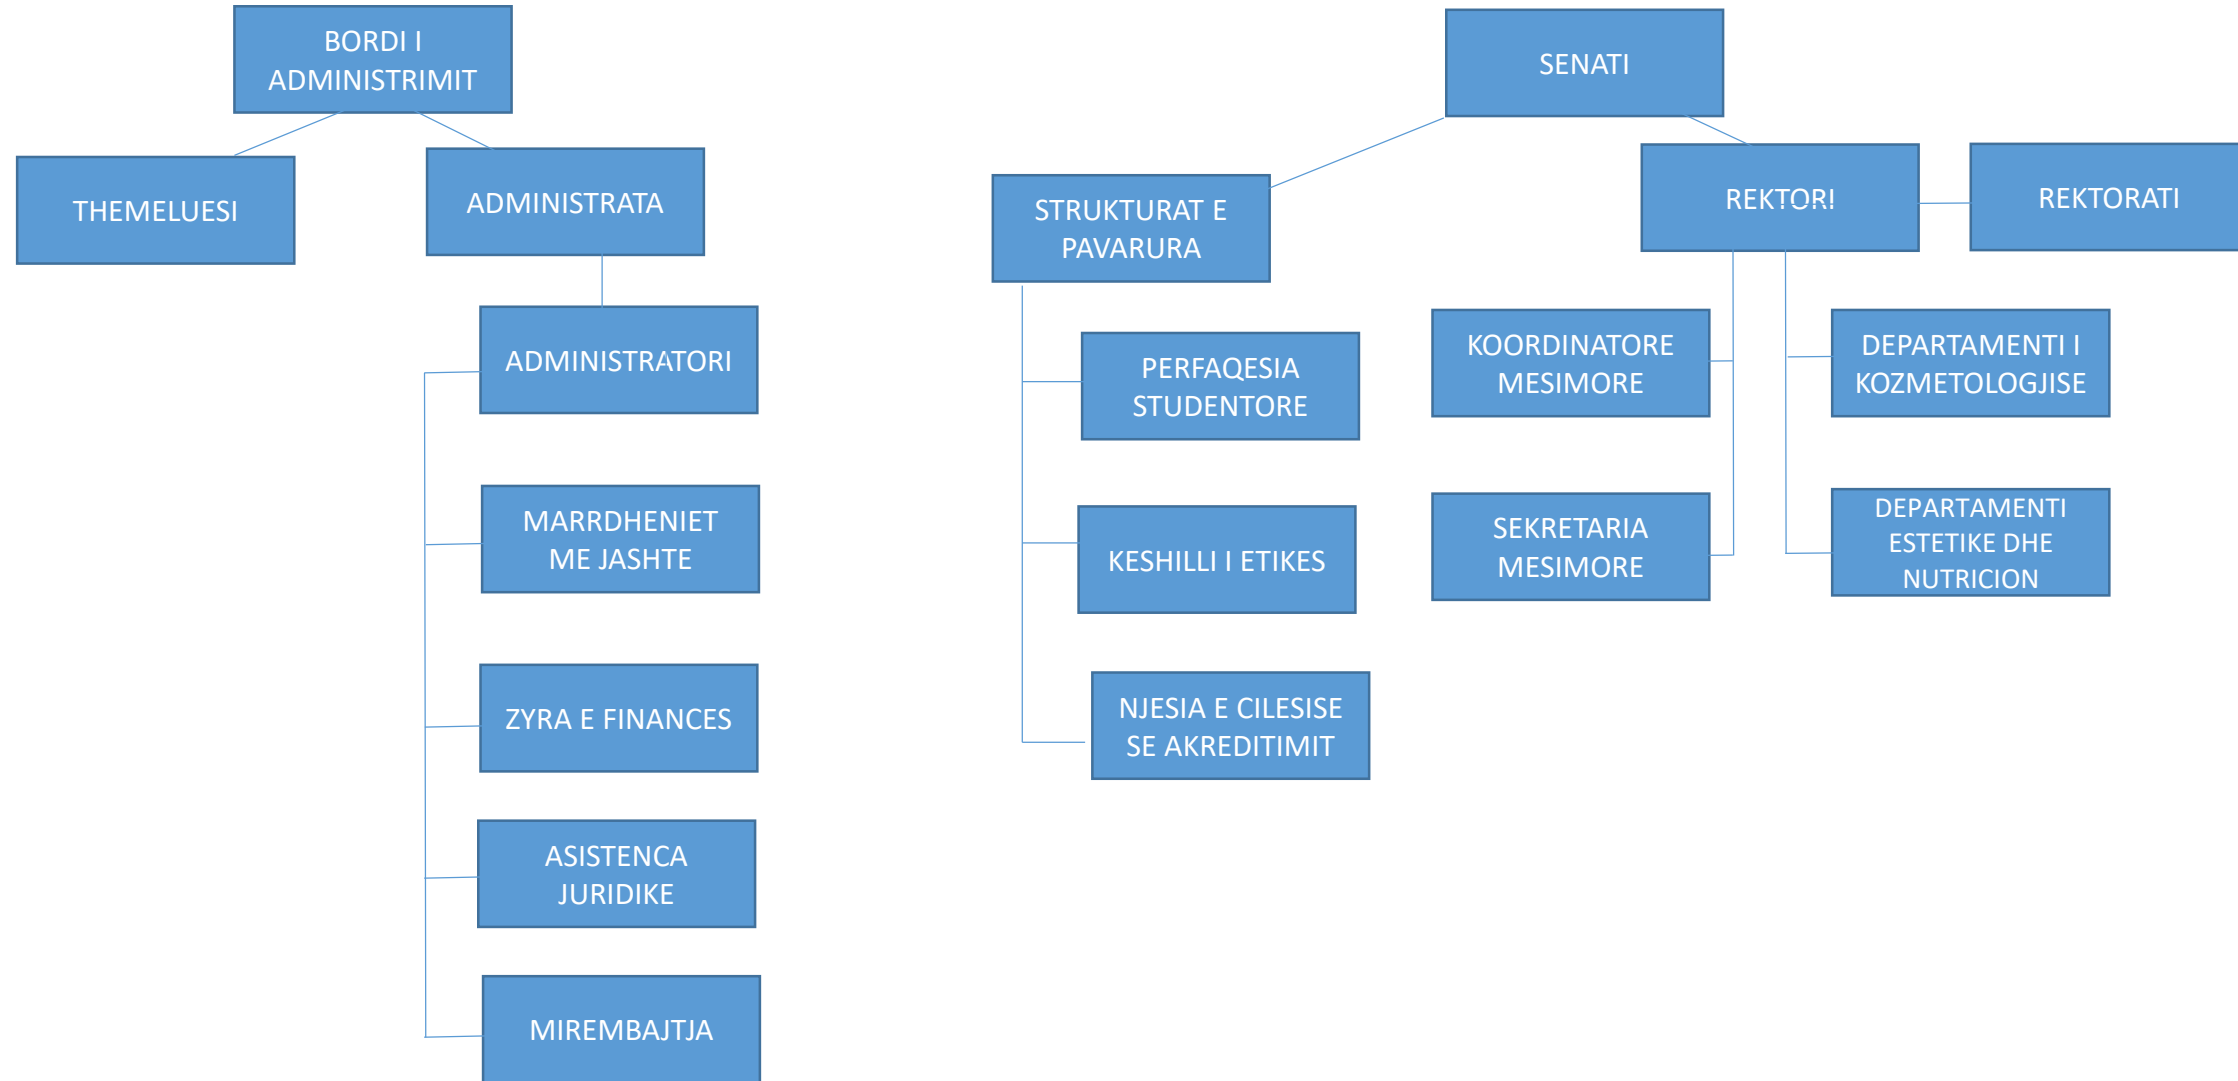 BORDI I
ADMINISTRIMIT
THEMELUESI
ADMINISTRATA
ADMINISTRATORI
MARRDHENIET
ME JASHTE
ZYRA E FINANCES
ASISTENCA
JURIDIKE
MIREMBAJTJA
SENATI
STRUKTURAT E
PAVARURA
PERFAQESIA
STUDENTORE
KESHILLI I ETIKES
NJESIA E CILESISE
SE AKREDITIMIT
REKTORI
REKTORATI
KOORDINATORE
MESIMORE
SEKRETARIA
MESIMORE
DEPARTAMENTI I
KOZMETOLOGJISE
DEPARTAMENTI
ESTETIKE DHE
NUTRICION